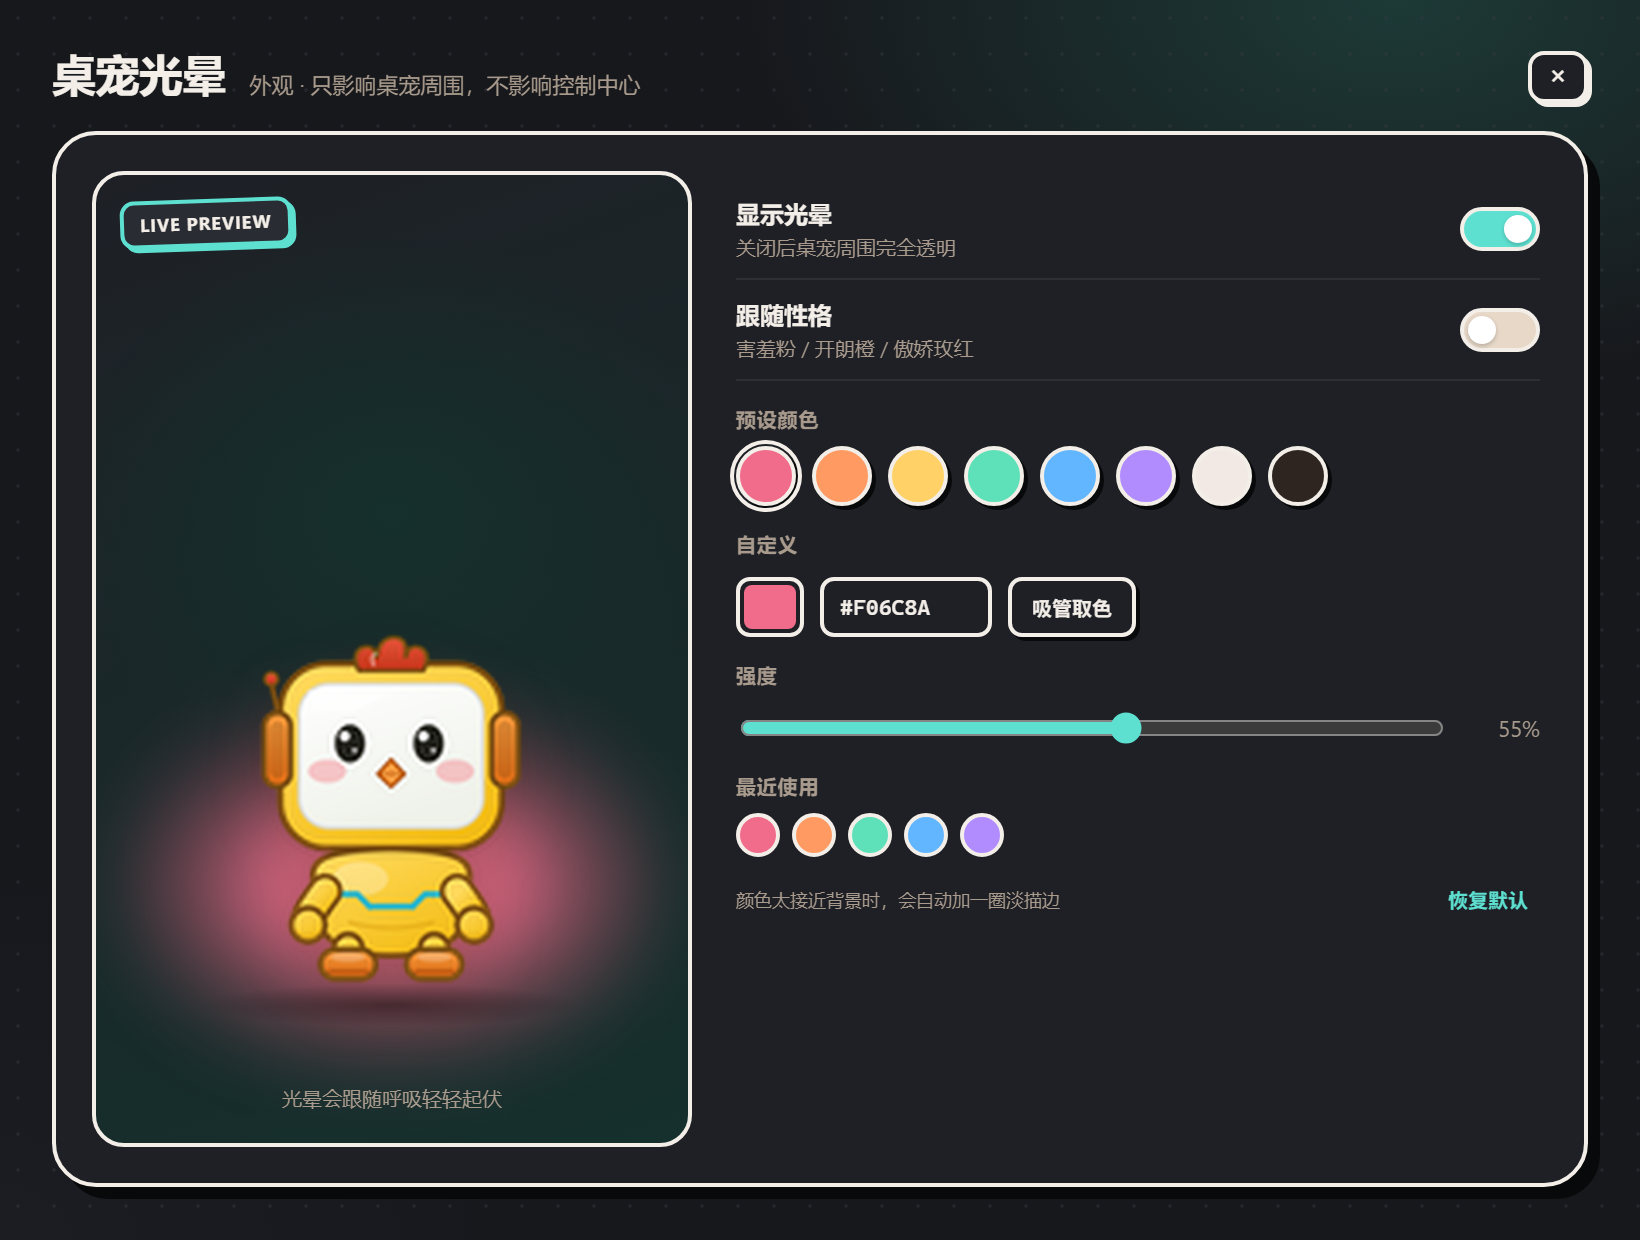 桌宠光晕
外观 · 只影响桌宠周围，不影响控制中心
×
LIVE PREVIEW
光晕会跟随呼吸轻轻起伏
显示光晕
关闭后桌宠周围完全透明
跟随性格
害羞粉 / 开朗橙 / 傲娇玫红
预设颜色
自定义
#F06C8A
吸管取色
强度
55%
最近使用
颜色太接近背景时，会自动加一圈淡描边
恢复默认